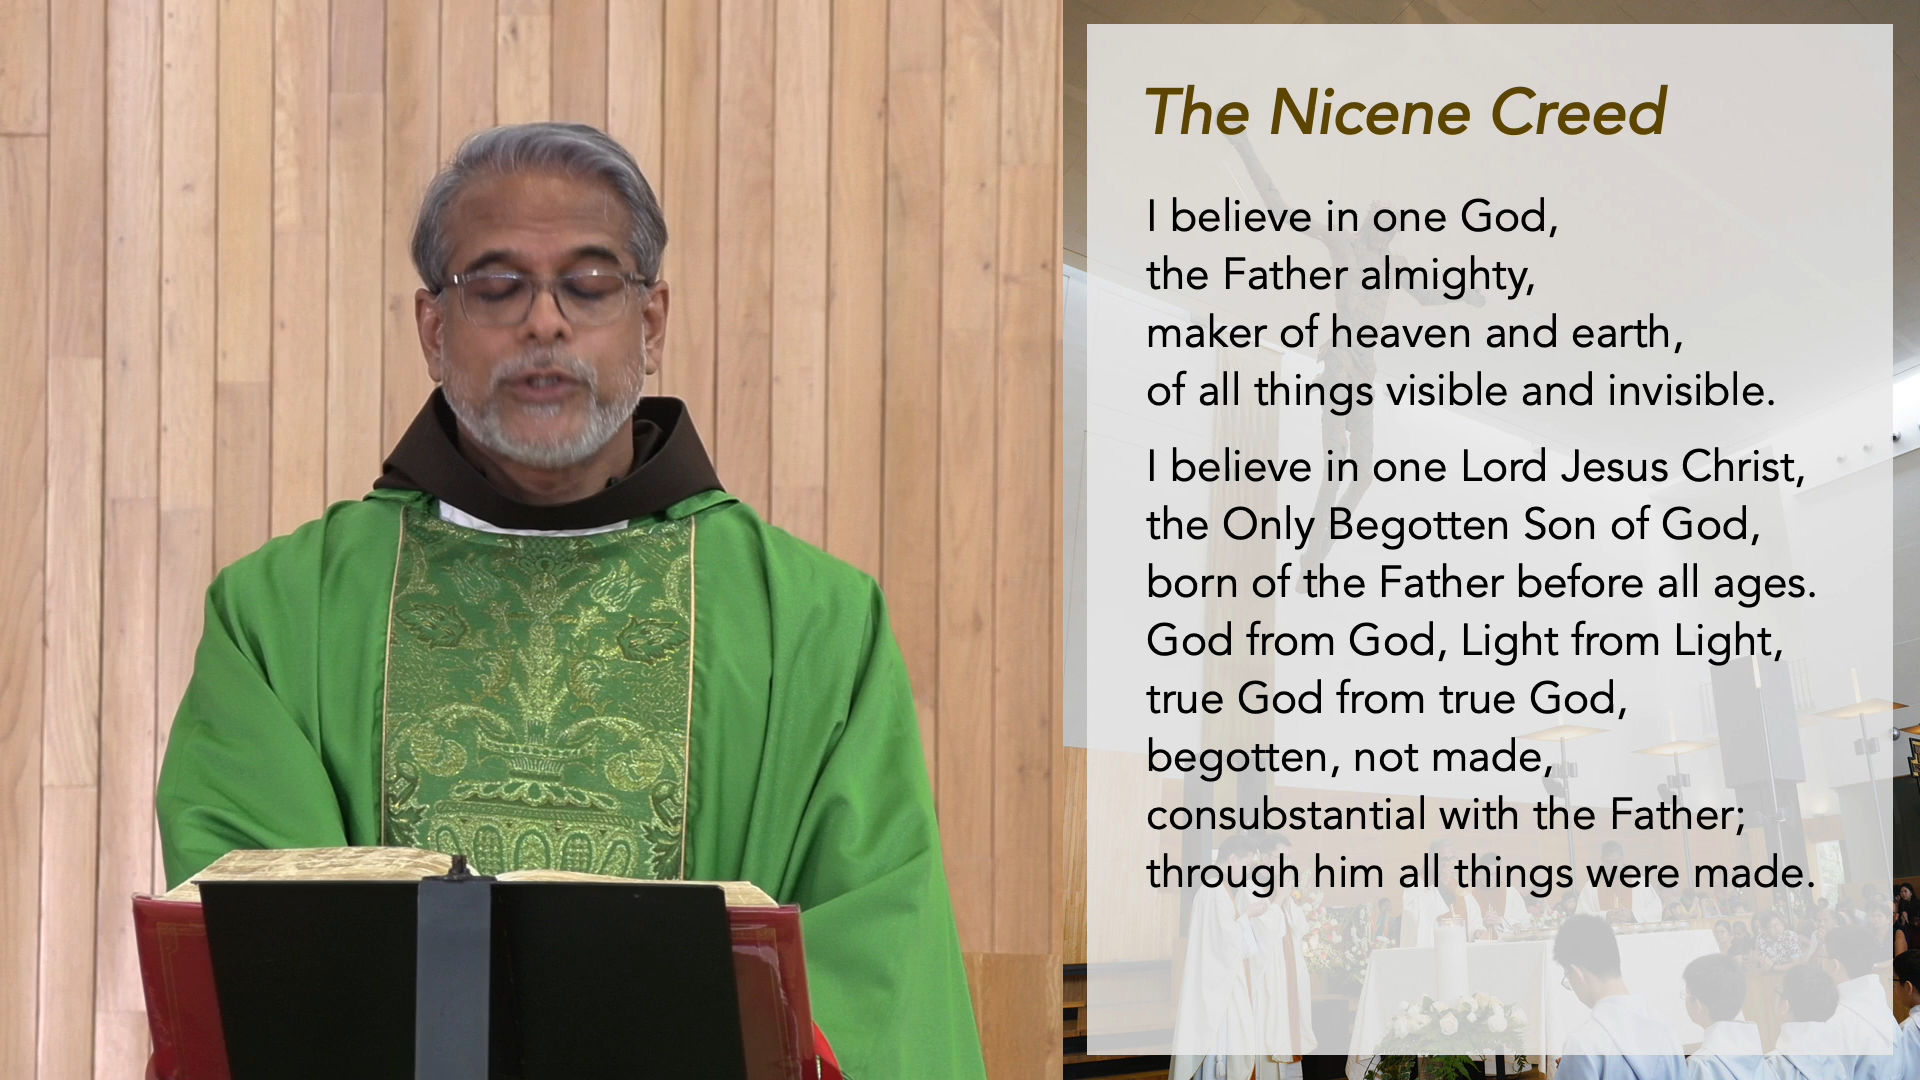 The Nicene Creed
I believe in one God,
the Father almighty,
maker of heaven and earth,
of all things visible and invisible.
I believe in one Lord Jesus Christ,
the Only Begotten Son of God,
born of the Father before all ages.
God from God, Light from Light,
true God from true God,
begotten, not made,
consubstantial with the Father;
through him all things were made.